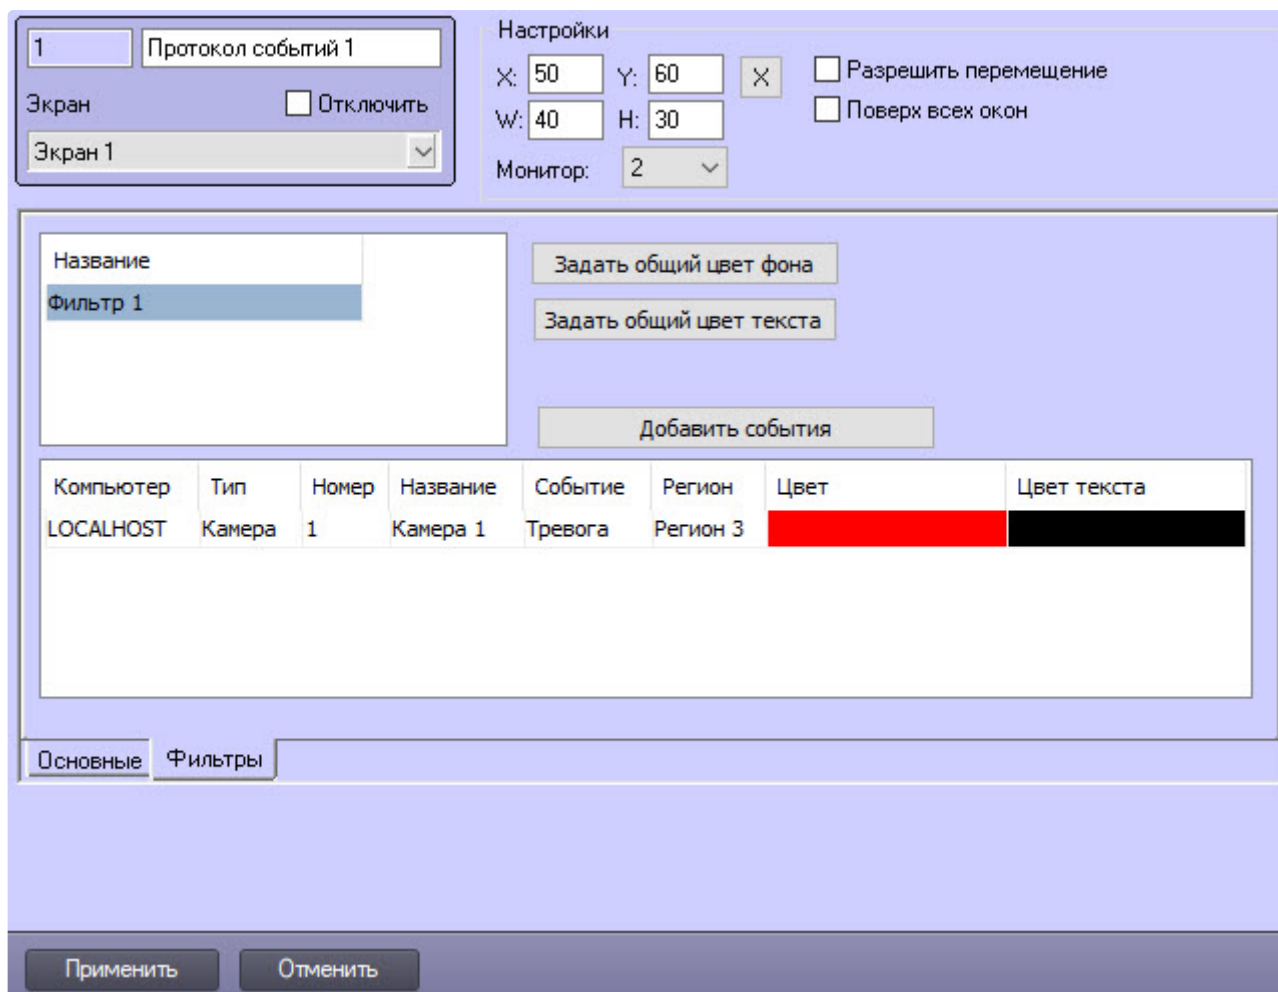 1
Протокол событий 1
Экран
Отключить
Экран 1
Настройки
X: 50 Y: 60 X
W: 40 H: 30
Монитор: 2
Разрешить перемещение
Поверх всех окон
Название
Фильтр 1
Задать общий цвет фона
Задать общий цвет текста
Добавить события
Компьютер Тип Номер Название Событие Регион Цвет Цвет текста
LOCALHOST Камера 1 Камера 1 Тревога Регион 3
Основные Фильтры
Применить Отменить